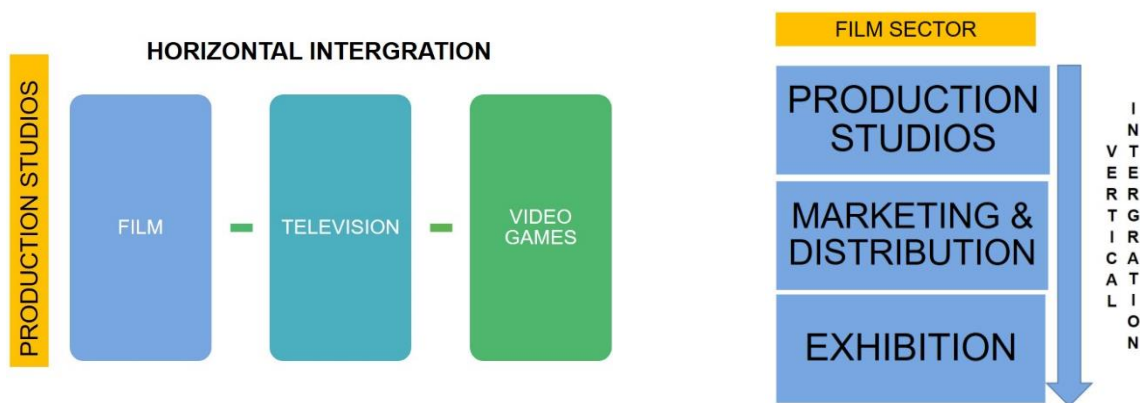 HORIZONTAL INTERGRATION
PRODUCTION STUDIOS
FILM
TELEVISION
VIDEO
GAMES
FILM SECTOR
PRODUCTION
STUDIOS
MARKETING &
DISTRIBUTION
EXHIBITION
VERTICAL
INTERGRATION